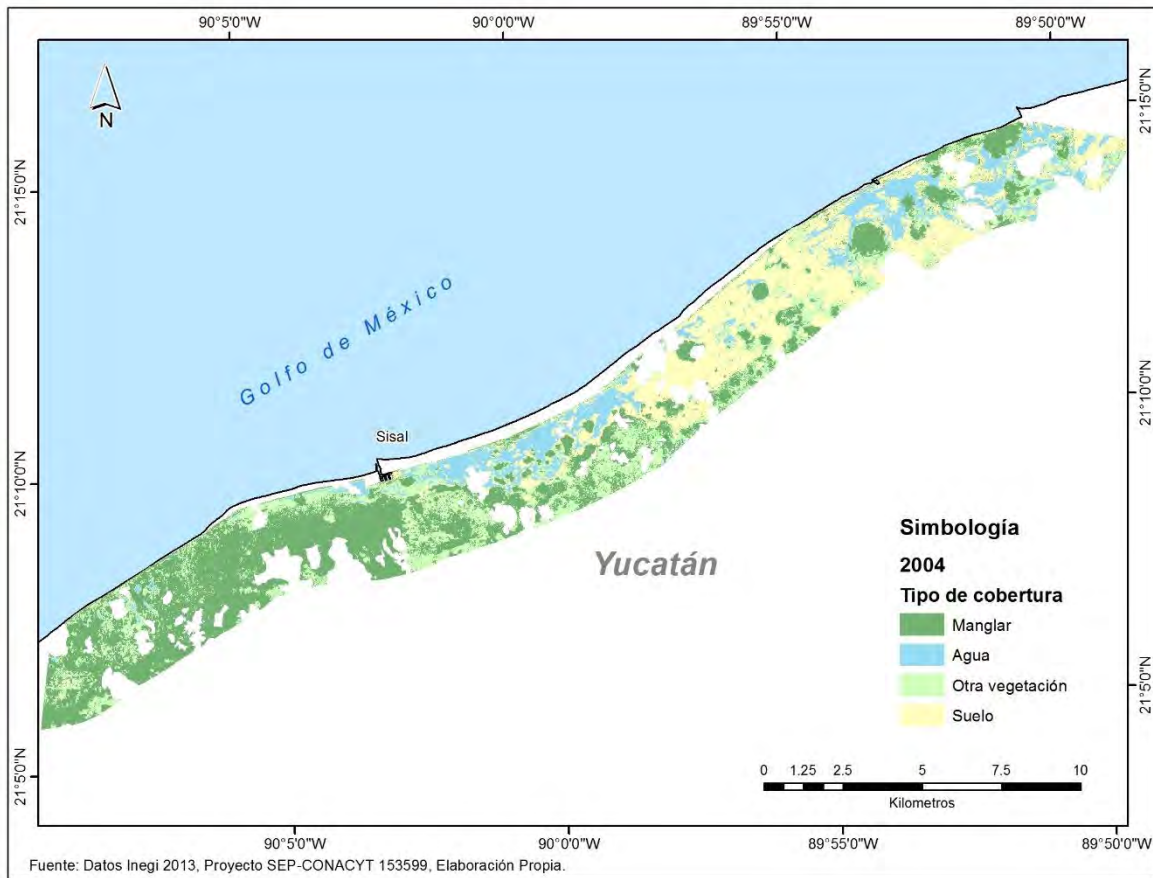 90°5'0"W 90°0'0"W 89°55'0"W 89°50'0"W
21°15'0"N
21°15'0"N
N
Golfo de México
21°10'0"N
Sisal
21°10'0"N
Yucatán
Simbología
2004
Tipo de cobertura
Manglar
Agua
Otra vegetación
Suelo
21°5'0"N
21°5'0"N
0 1.25 2.5 5 7.5 10
Kilometros
90°5'0"W 90°0'0"W 89°55'0"W 89°50'0"W
Fuente: Datos Inegi 2013, Proyecto SEP-CONACYT 153599, Elaboración Propia.